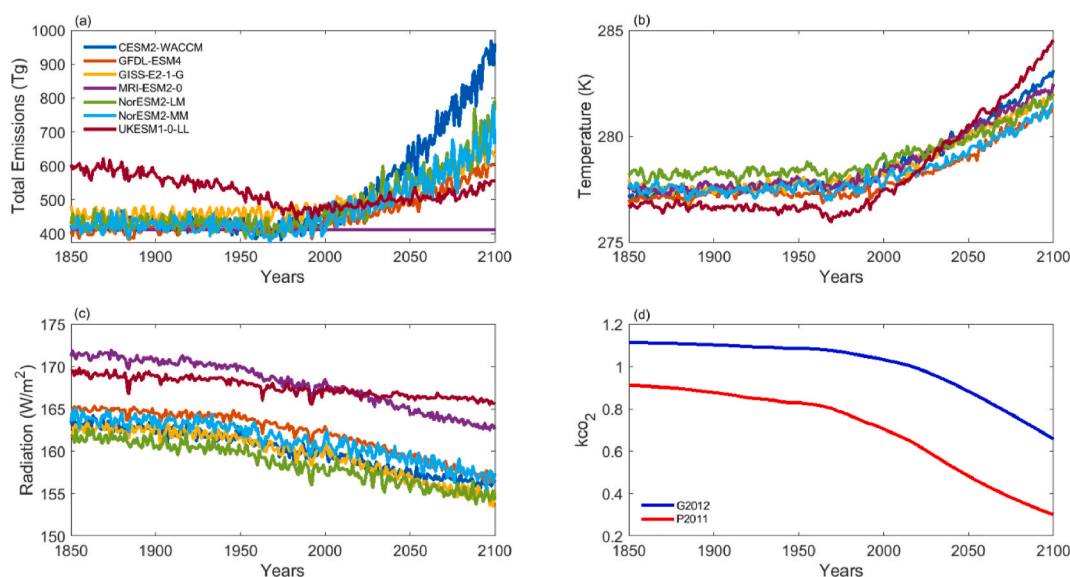 (a)
1000
900
800
700
600
500
400
Total Emissions (Tg)
CESM2-WACCM
GFDL-ESM4
GISS-E2-1-G
MRI-ESM2-0
NorESM2-LM
NorESM2-MM
UKESM1-0-LL
1850 1900 1950 2000 2050 2100
Years
(b)
285
280
275
Temperature (K)
1850 1900 1950 2000 2050 2100
Years
(c)
175
170
165
160
155
150
Radiation (W/m²)
1850 1900 1950 2000 2050 2100
Years
(d)
1.2
1
0.8
0.6
0.4
0.2
kco₂
G2012
P2011
1850 1900 1950 2000 2050 2100
Years